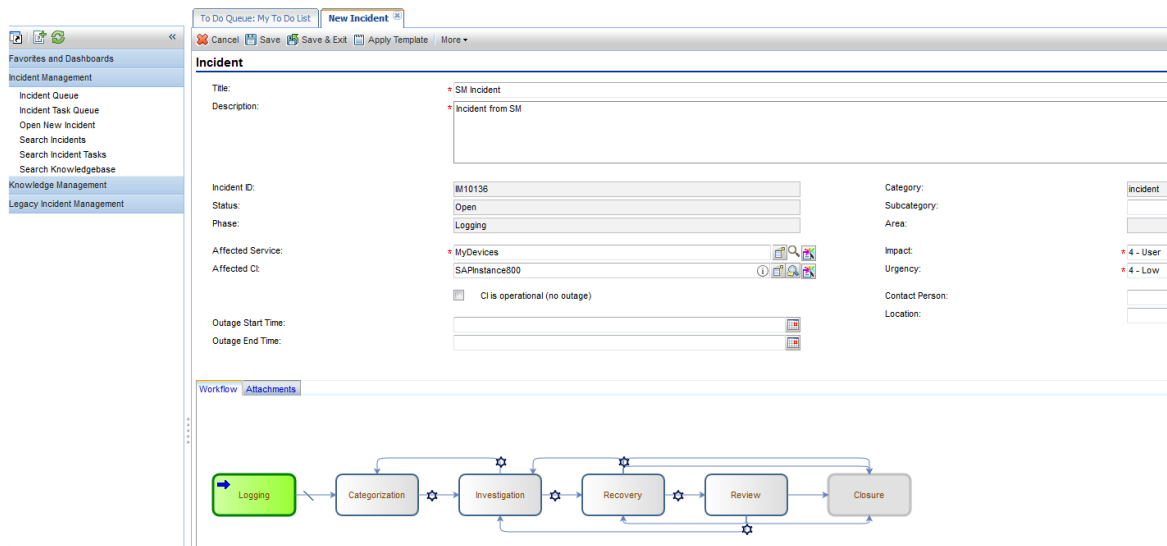 To Do Queue: My To Do List New Incident
Cancel Save Save & Exit Apply Template More
Favorites and Dashboards
Incident Management
Incident Queue
Incident Task Queue
Open New Incident
Search Incidents
Search Incident Tasks
Search Knowledgebase
Knowledge Management
Legacy Incident Management
Incident
Title: * SM Incident
Description: * Incident from SM
Incident ID: IM10136 Category: incident
Status: Open Subcategory:
Phase: Logging Area:
Affected Service: * MyDevices Impact: * 4 - User
Affected CI: SAPInstance800 Urgency: * 4 - Low
CI is operational (no outage) Contact Person:
Location:
Outage Start Time:
Outage End Time:
Workflow Attachments
Logging Categorization Investigation Recovery Review Closure